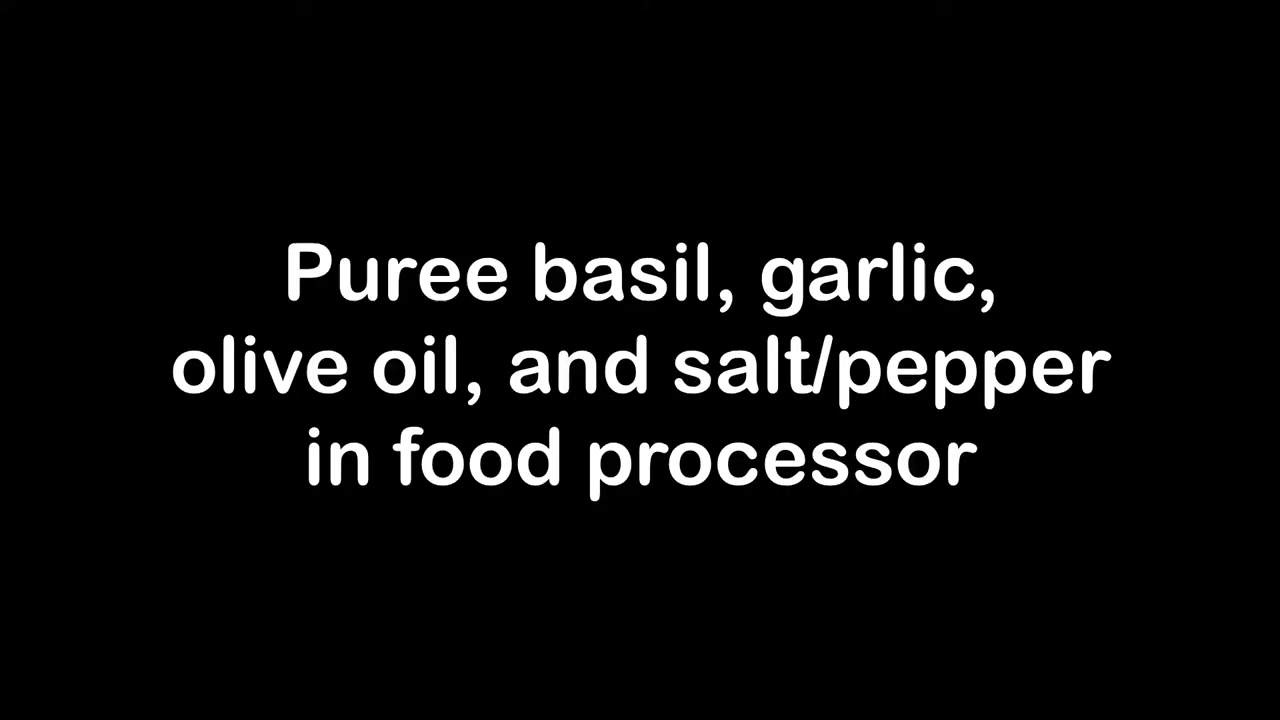 Puree basil, garlic,
olive oil, and salt/pepper
in food processor